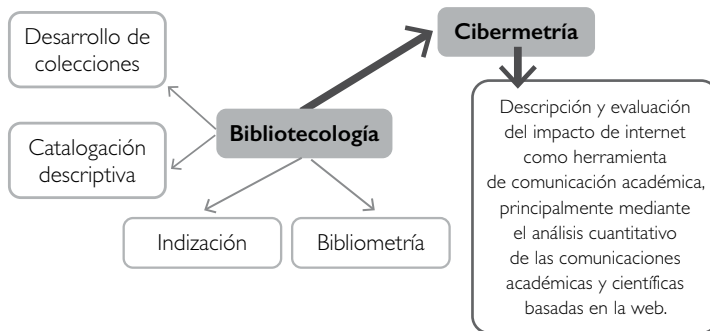 Desarrollo de
colecciones
Cibermetría
Bibliotecología
Catalogación
descriptiva
Indización
Bibliometría
Descripción y evaluación
del impacto de internet
como herramienta
de comunicación académica,
principalmente mediante
el análisis cuantitativo
de las comunicaciones
académicas y científicas
basadas en la web.